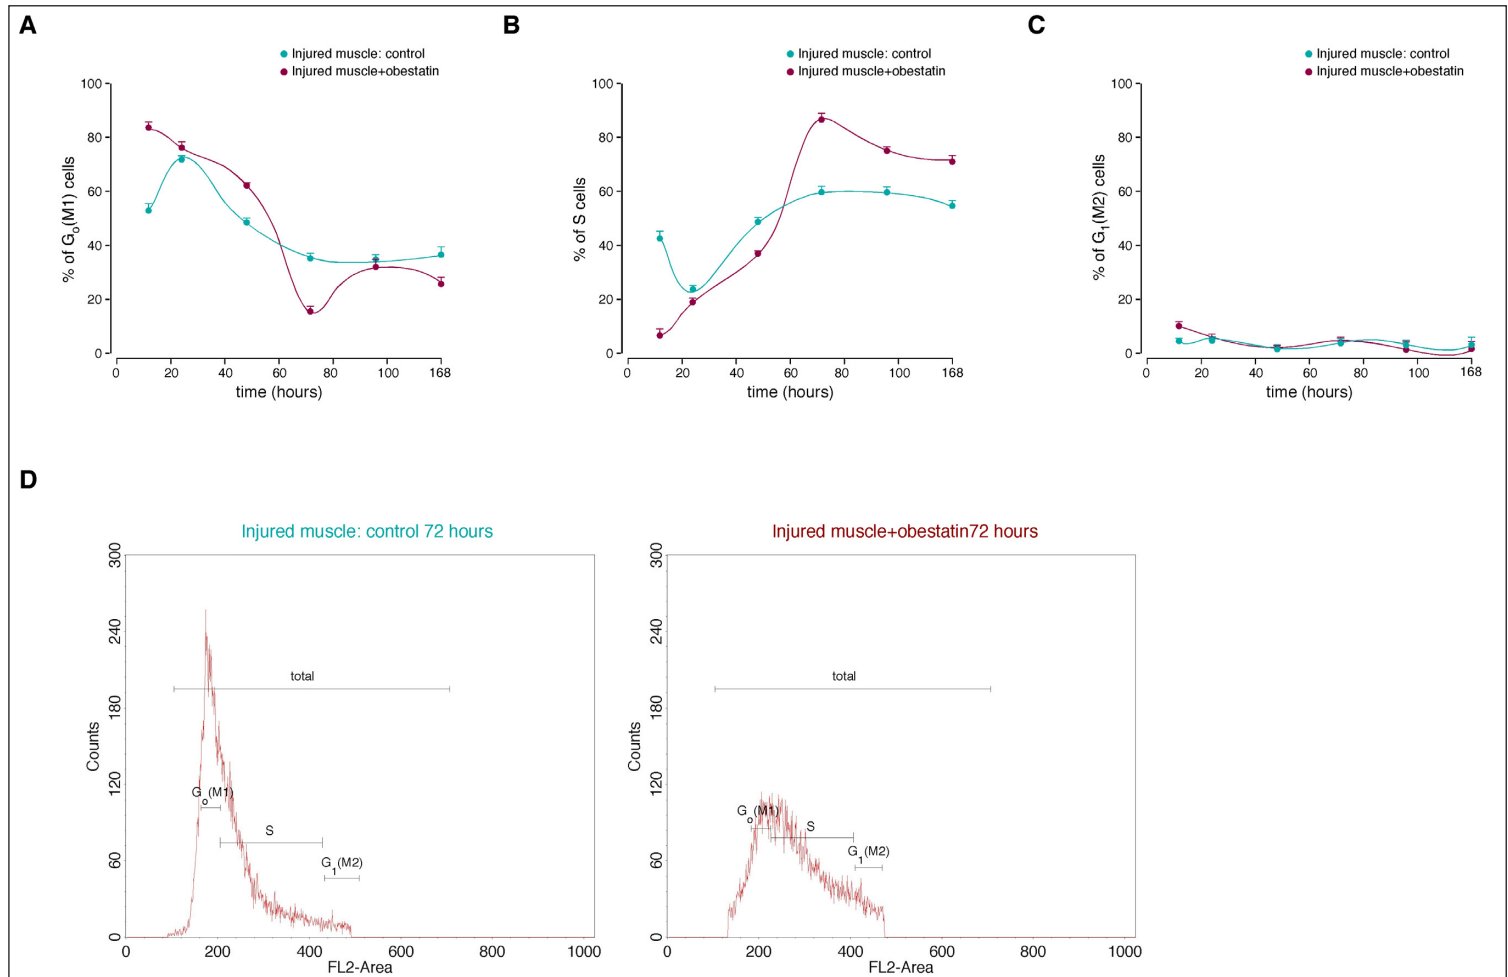 A
Injured muscle: control
Injured muscle+obestatin
% of Go(M1) cells
100
80
60
40
20
0
0 20 40 60 80 100 168
time (hours)
B
Injured muscle: control
Injured muscle+obestatin
% of S cells
100
80
60
40
20
0
0 20 40 60 80 100 168
time (hours)
C
Injured muscle: control
Injured muscle+obestatin
% of G1(M2) cells
100
80
60
40
20
0
0 20 40 60 80 100 168
time (hours)
D
Injured muscle: control 72 hours
Counts
300
240
180
120
60
0
total
Go(M1)
S
G1(M2)
0 200 400 600 800 1000
FL2-Area
Injured muscle+obestatin72 hours
Counts
300
240
180
120
60
0
total
Go(M1)
S
G1(M2)
0 200 400 600 800 1000
FL2-Area